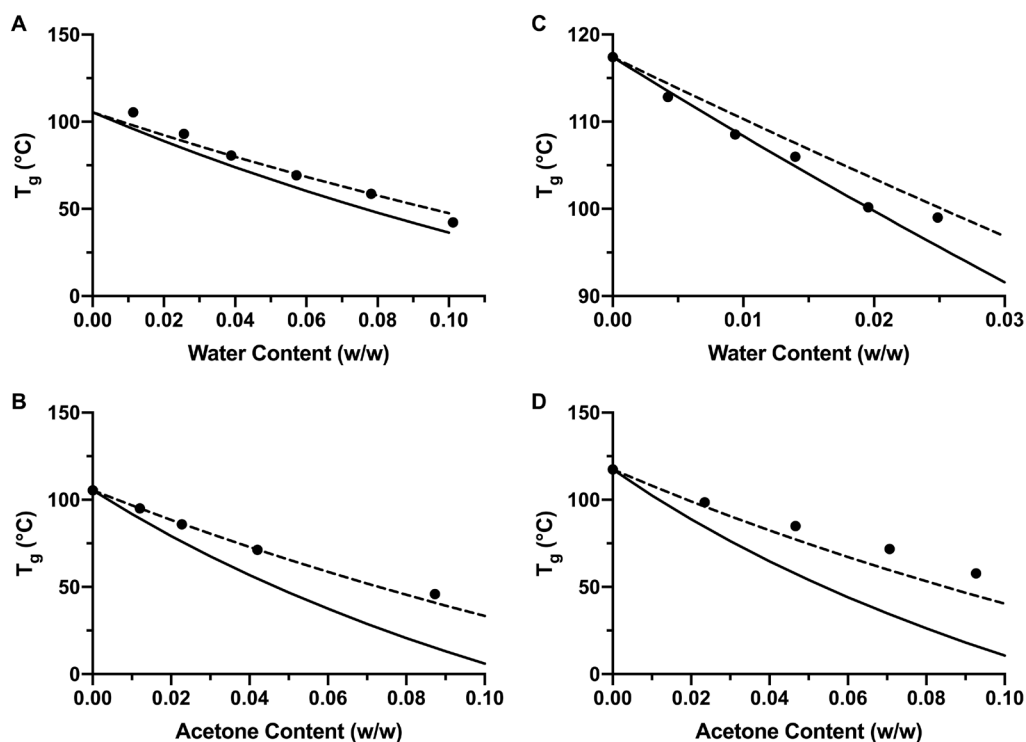 A
150
100
50
0
Tg (°C)
0.00 0.02 0.04 0.06 0.08 0.10
Water Content (w/w)
C
120
110
100
90
Tg (°C)
0.00 0.01 0.02 0.03
Water Content (w/w)
B
150
100
50
0
Tg (°C)
0.00 0.02 0.04 0.06 0.08 0.10
Acetone Content (w/w)
D
150
100
50
0
Tg (°C)
0.00 0.02 0.04 0.06 0.08 0.10
Acetone Content (w/w)